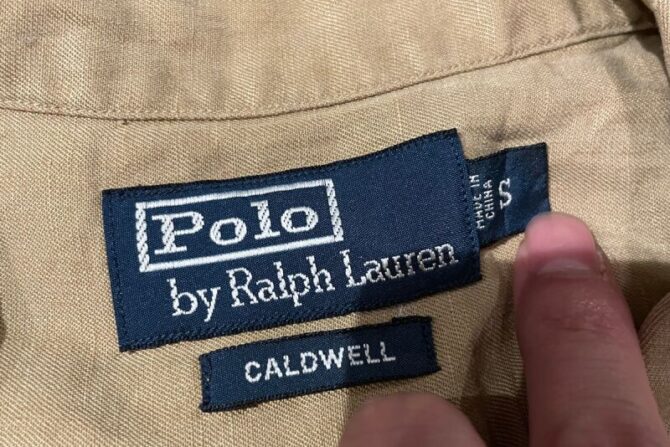 Polo
by Ralph Lauren
MADE IN
CHINA
S
CALDWELL